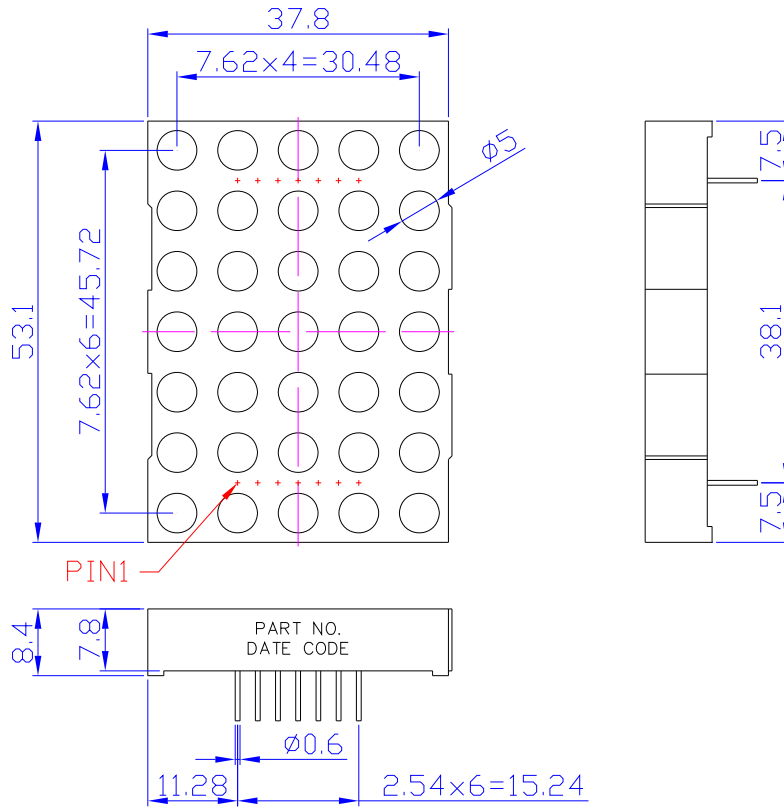 37.8
7.62x4=30.48
ø5
7.5
53.1
7.62x6=45.72
38.1
7.5
PIN1
8.4
7.8
PART NO.
DATE CODE
ø0.6
11.28
2.54x6=15.24